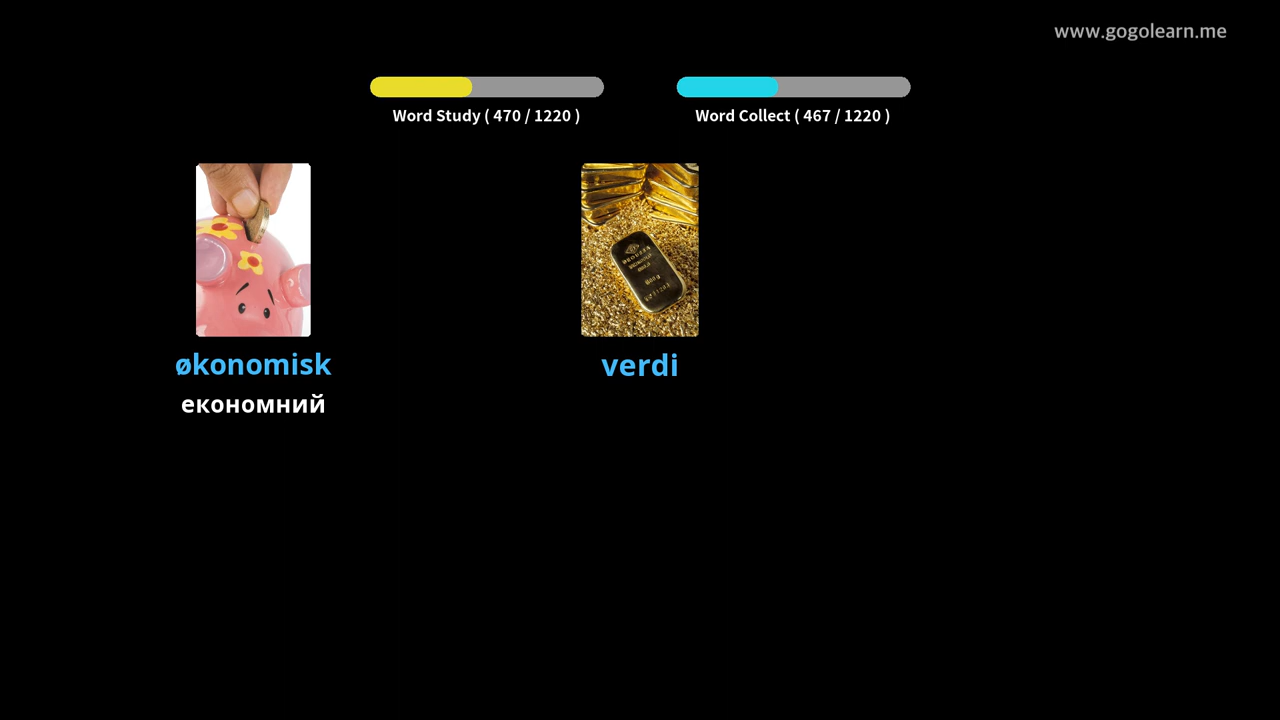 www.gogolearn.me
Word Study ( 470 / 1220 )
Word Collect ( 467 / 1220 )
økonomisk
економний
verdi